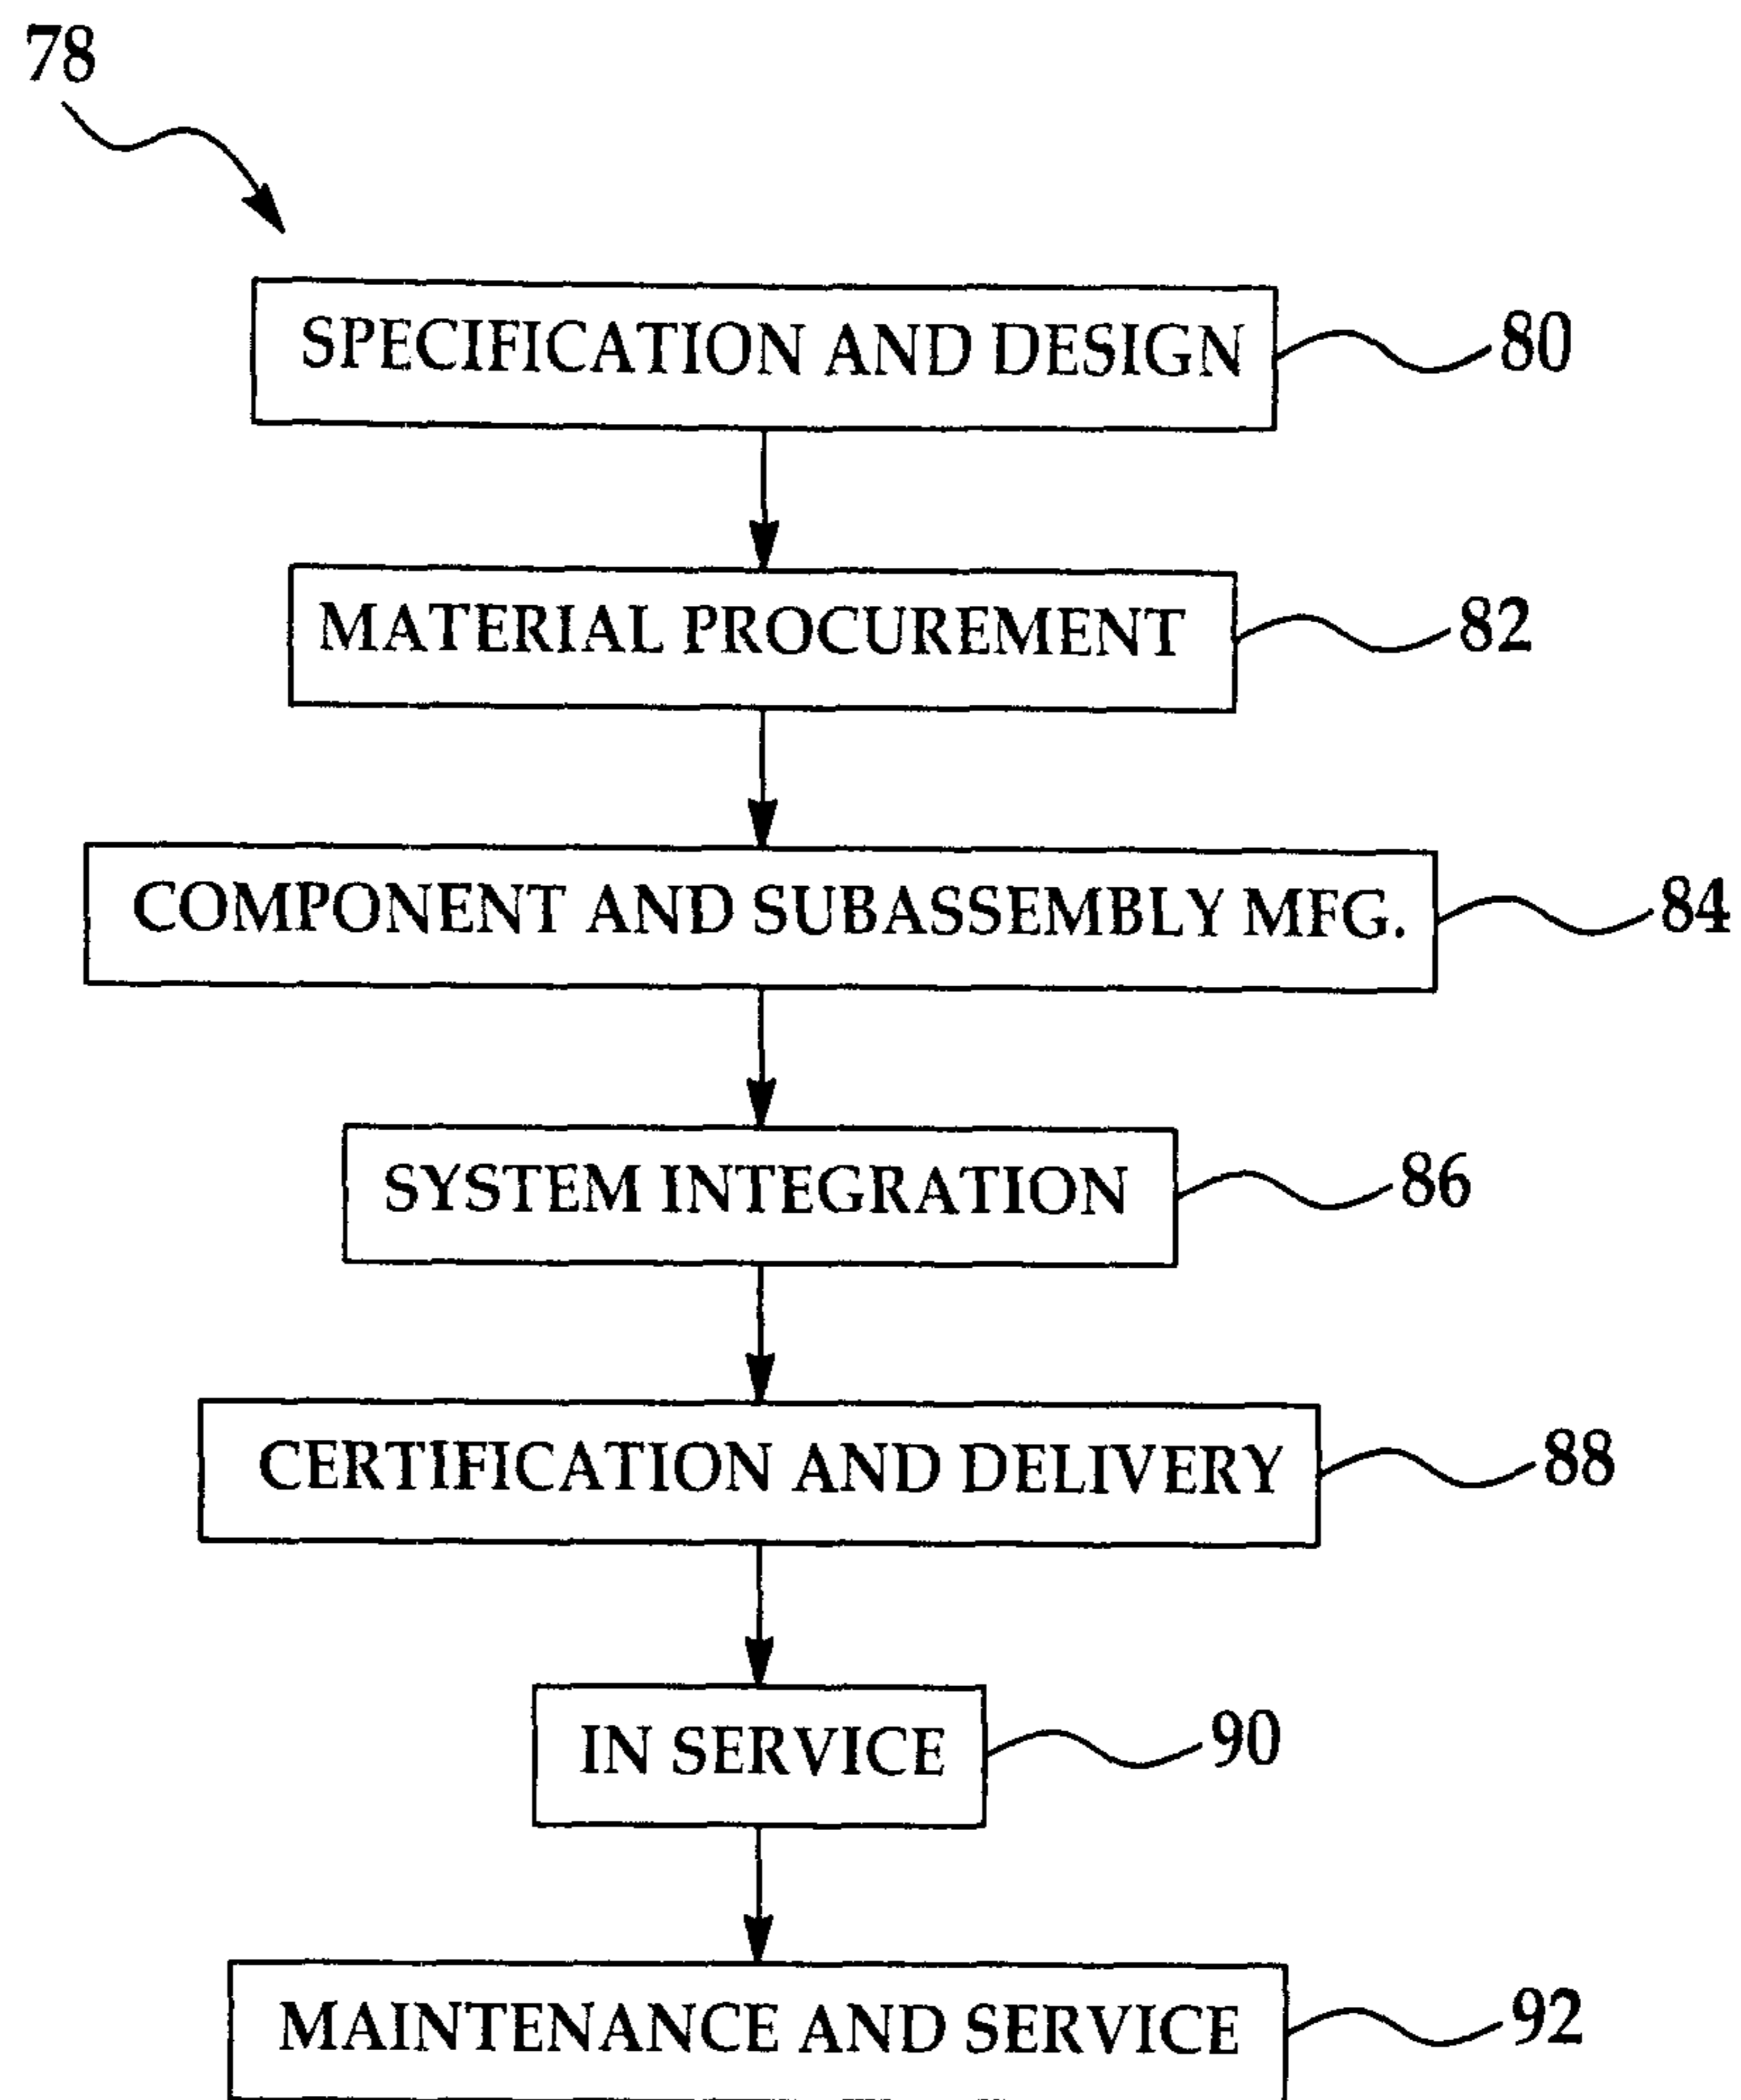 78
SPECIFICATION AND DESIGN 80
MATERIAL PROCUREMENT 82
COMPONENT AND SUBASSEMBLY MFG. 84
SYSTEM INTEGRATION 86
CERTIFICATION AND DELIVERY 88
IN SERVICE 90
MAINTENANCE AND SERVICE 92